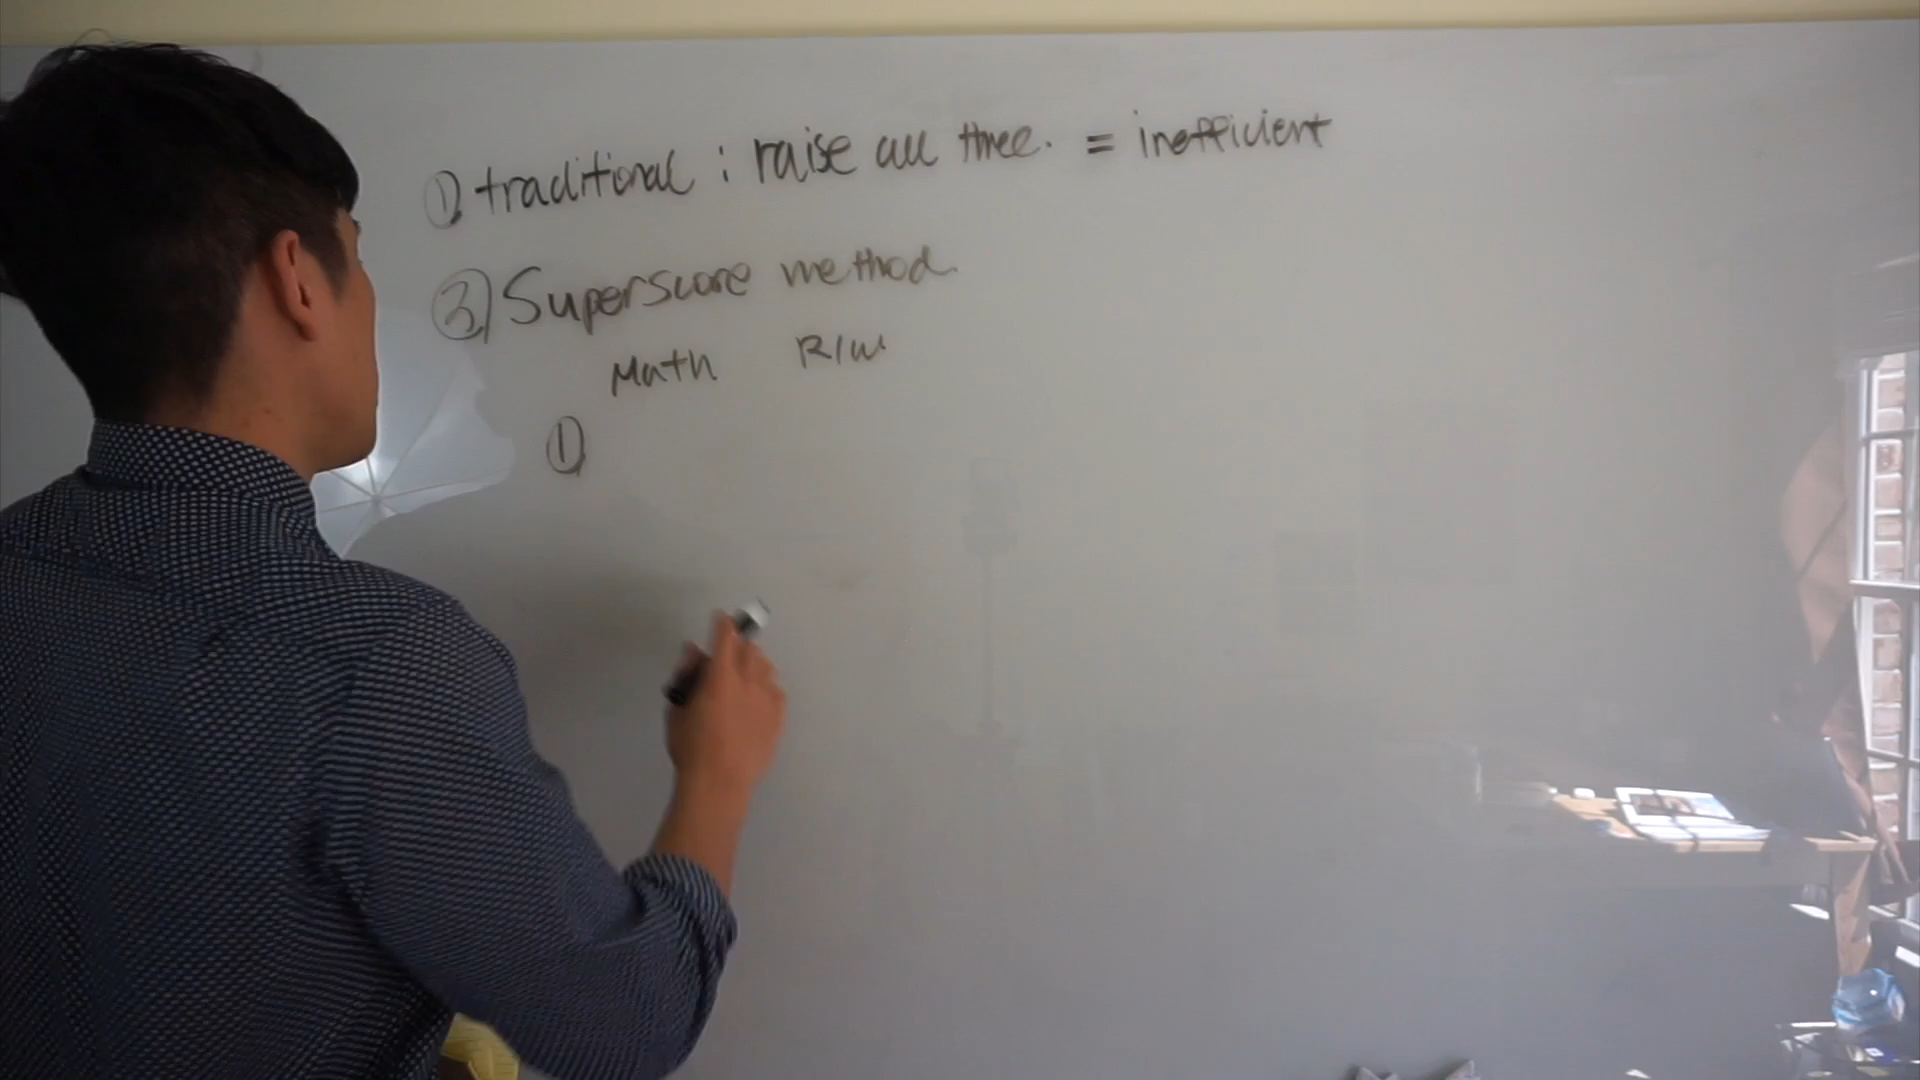 ① traditional : raise all three. = inefficient
② Superscore method
Math R/W
①